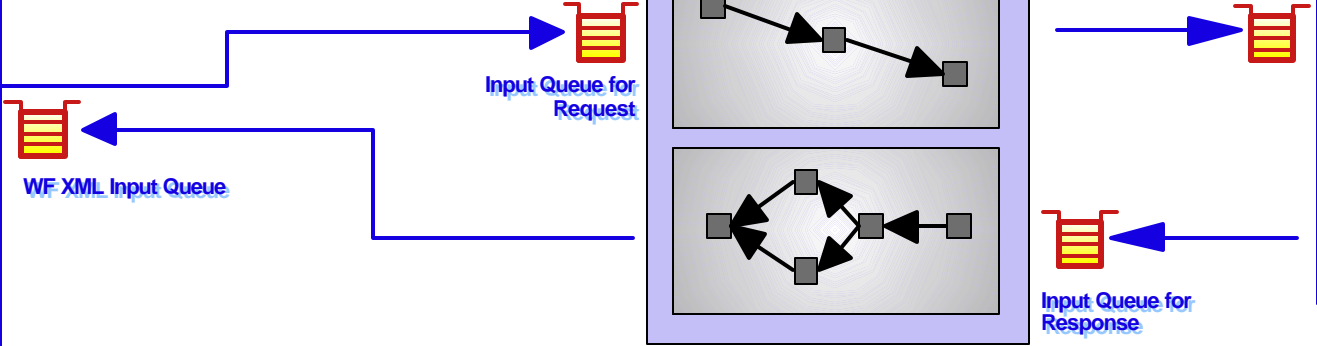 Input Queue for
Request
WF XML Input Queue
Input Queue for
Response